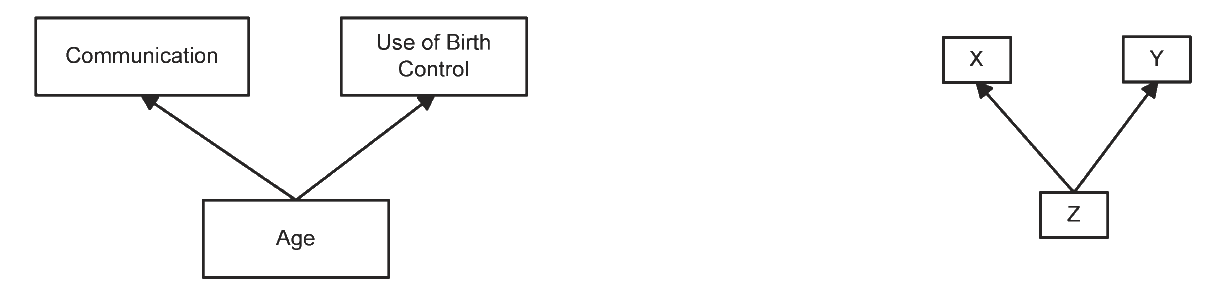 Communication
Use of Birth
Control
Age
X
Y
Z